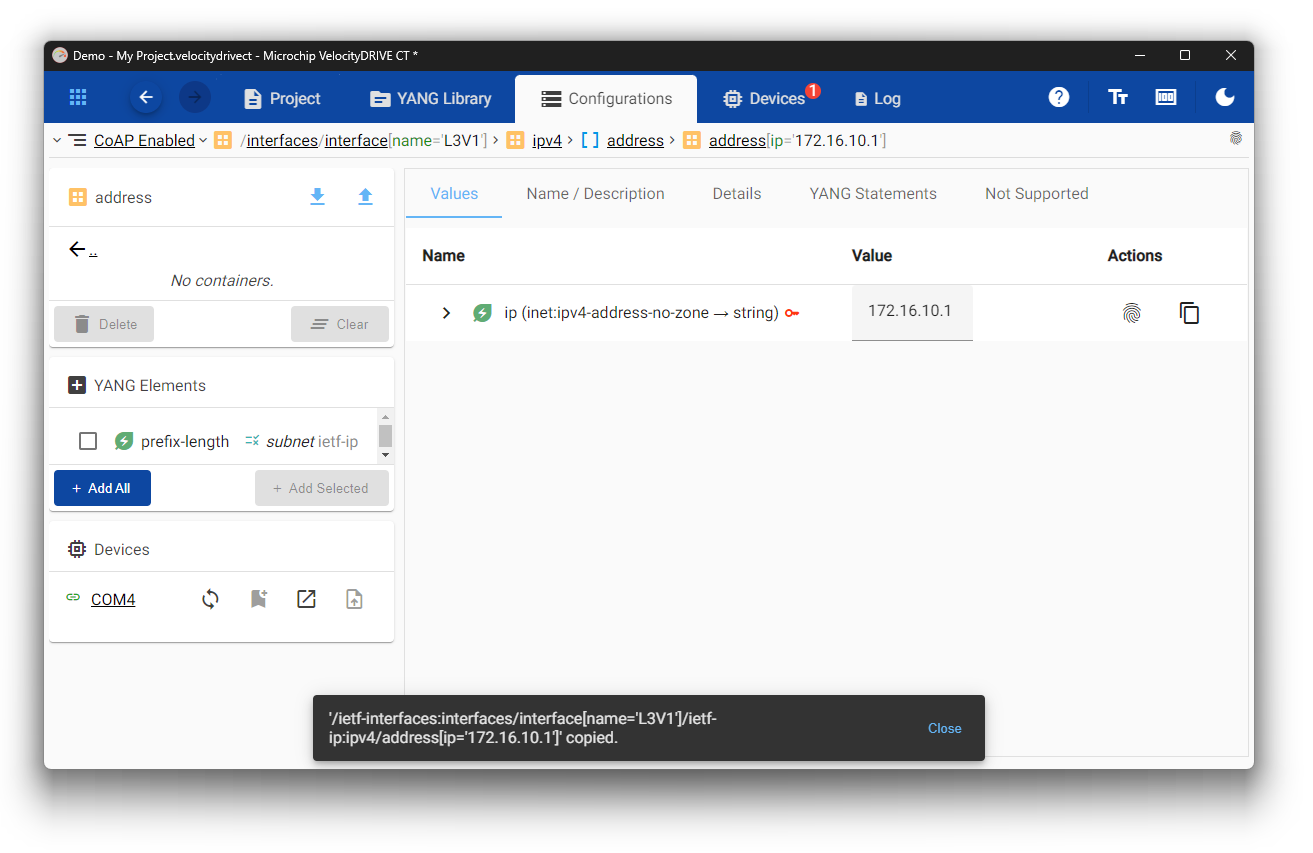 Demo - My Project.velocitydrivect - Microchip VelocityDRIVE CT *
Project
YANG Library
Configurations
Devices
1
Log
CoAP Enabled
/interfaces/interface[name='L3V1']
ipv4
[ ] address
address[ip='172.16.10.1']
address
..
No containers.
Delete
Clear
YANG Elements
prefix-length subnet ietf-ip
+ Add All
+ Add Selected
Devices
COM4
Values
Name / Description
Details
YANG Statements
Not Supported
Name
Value
Actions
ip (inet:ipv4-address-no-zone → string)
172.16.10.1
'/ietf-interfaces:interfaces/interface[name='L3V1']/ietf-
ip:ipv4/address[ip='172.16.10.1']' copied.
Close